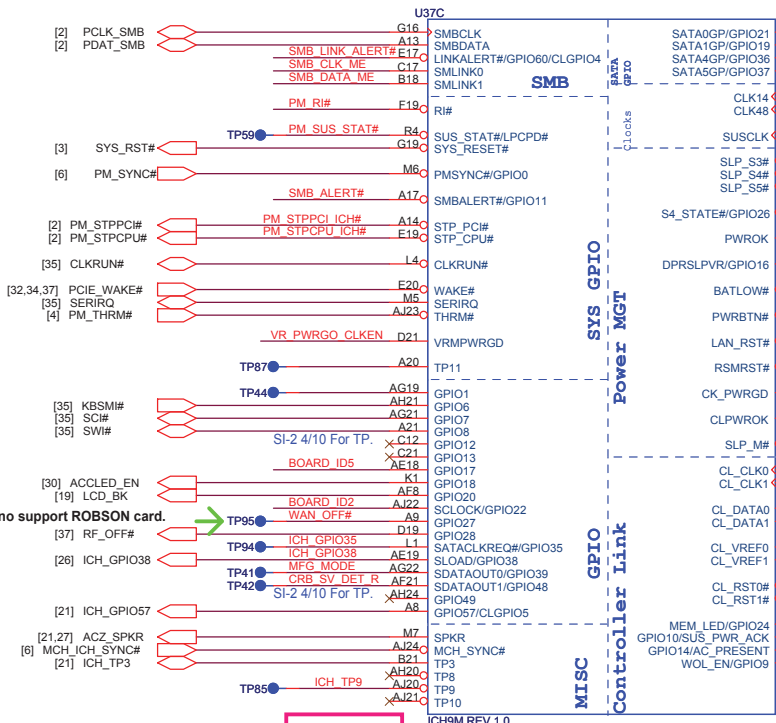 U37C
[2] PCLK_SMB G16 SMBCLK SATA0GP/GPIO21
[2] PDAT_SMB A13 SMBDATA SATA1GP/GPIO19
SMB_LINK_ALERT# E17 LINKALERT#/GPIO60/CLGPIO4 SATA4GP/GPIO36
SMB_CLK_ME C17 SMLINK0 SATA5GP/GPIO37
SMB_DATA_ME B18 SMLINK1
SMB
SATA
GPIO
PM_RI# F19 RI# CLK14
CLK48
Clocks
TP59 PM_SUS_STAT# R4 SUS_STAT#/LPCPD# SUSCLK
[3] SYS_RST# G19 SYS_RESET#
[6] PM_SYNC# M6 PMSYNC#/GPIO0 SLP_S3#
SLP_S4#
SLP_S5#
SMB_ALERT# A17 SMBALERT#/GPIO11
S4_STATE#/GPIO26
[2] PM_STPPCI# PM_STPPCI_ICH# A14 STP_PCI#
[2] PM_STPCPU# PM_STPCPU_ICH# E19 STP_CPU# PWROK
[35] CLKRUN# L4 CLKRUN# DPRSLPVR/GPIO16
[32,34,37] PCIE_WAKE# E20 WAKE# BATLOW#
[35] SERIRQ M5 SERIRQ
[4] PM_THRM# AJ23 THRM# PWRBTN#
VR_PWRGO_CLKEN D21 VRMPWRGD LAN_RST#
TP87 A20 TP11 RSMRST#
SYS GPIO
Power MGT
TP44 AG19 GPIO1 CK_PWRGD
[35] KBSMI# AH21 GPIO6
[35] SCI# AG21 GPIO7 CLPWROK
[35] SWI# A21 GPIO8
SI-2 4/10 For TP. C12 GPIO12 SLP_M#
C21 GPIO13
BOARD_ID5 AE18 GPIO17 CL_CLK0
[30] ACCLED_EN K1 GPIO18 CL_CLK1
[19] LCD_BK AF8 GPIO20
BOARD_ID2 AJ22 SCLOCK/GPIO22 CL_DATA0
no support ROBSON card. TP95 WAN_OFF# A9 GPIO27 CL_DATA1
[37] RF_OFF# D19 GPIO28
TP94 ICH_GPIO35 L1 SATACLKREQ#/GPIO35 CL_VREF0
[26] ICH_GPIO38 ICH_GPIO38 AE19 SLOAD/GPIO38 CL_VREF1
TP41 MFG_MODE AG22 SDATAOUT0/GPIO39
TP42 CRB_SV_DET_R AF21 SDATAOUT1/GPIO48 CL_RST0#
SI-2 4/10 For TP. AH24 GPIO49 CL_RST1#
[21] ICH_GPIO57 A8 GPIO57/CLGPIO5
GPIO
Controller Link
MEM_LED/GPIO24
[21,27] ACZ_SPKR M7 SPKR GPIO10/SUS_PWR_ACK
[6] MCH_ICH_SYNC# AJ24 MCH_SYNC# GPIO14/AC_PRESENT
[21] ICH_TP3 B21 TP3 WOL_EN/GPIO9
AH20 TP8
TP85 ICH_TP9 AJ20 TP9
AJ21 TP10
MISC
ICH9M REV 1.0